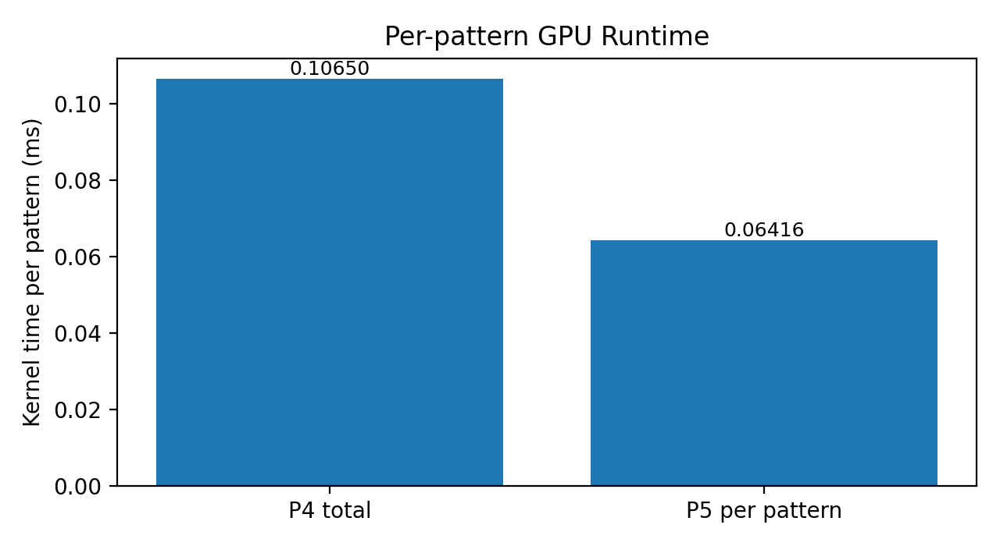 Per-pattern GPU Runtime
Kernel time per pattern (ms)
0.10
0.08
0.06
0.04
0.02
0.00
0.10650
0.06416
P4 total
P5 per pattern